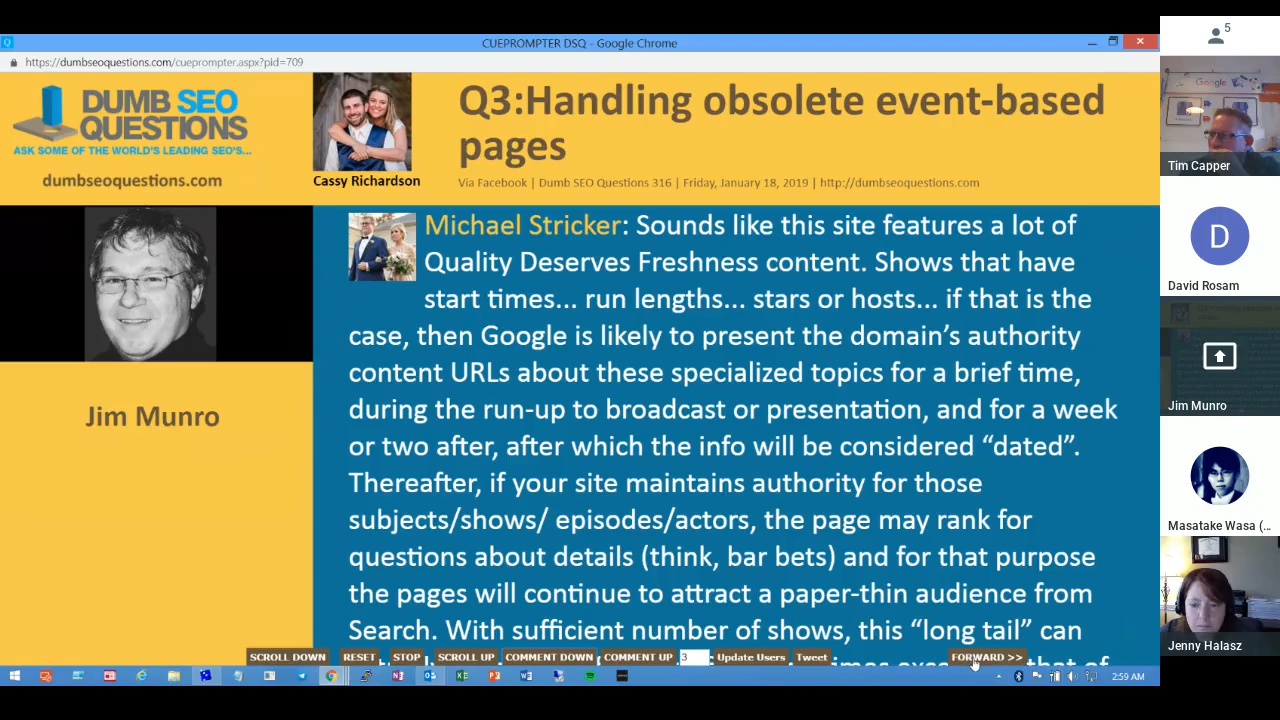 CUEPROMPTER DSQ - Google Chrome
https://dumbseoquestions.com/cueprompter.aspx?pid=709
DUMB SEO
QUESTIONS
ASK SOME OF THE WORLD'S LEADING SEO'S...
dumbseoquestions.com
Cassy Richardson
Q3:Handling obsolete event-based
pages
Via Facebook | Dumb SEO Questions 316 | Friday, January 18, 2019 | http://dumbseoquestions.com
Jim Munro
Michael Stricker: Sounds like this site features a lot of
Quality Deserves Freshness content. Shows that have
start times... run lengths... stars or hosts... if that is the
case, then Google is likely to present the domain’s authority
content URLs about these specialized topics for a brief time,
during the run-up to broadcast or presentation, and for a week
or two after, after which the info will be considered “dated”.
Thereafter, if your site maintains authority for those
subjects/shows/ episodes/actors, the page may rank for
questions about details (think, bar bets) and for that purpose
the pages will continue to attract a paper-thin audience from
Search. With sufficient number of shows, this “long tail” can
that of
SCROLL DOWN RESET STOP SCROLL UP COMMENT DOWN COMMENT UP 3 Update Users Tweet FORWARD >>
2:59 AM
5
Google
Tim Capper
D
David Rosam
Jim Munro
Masatake Wasa (...
Jenny Halasz